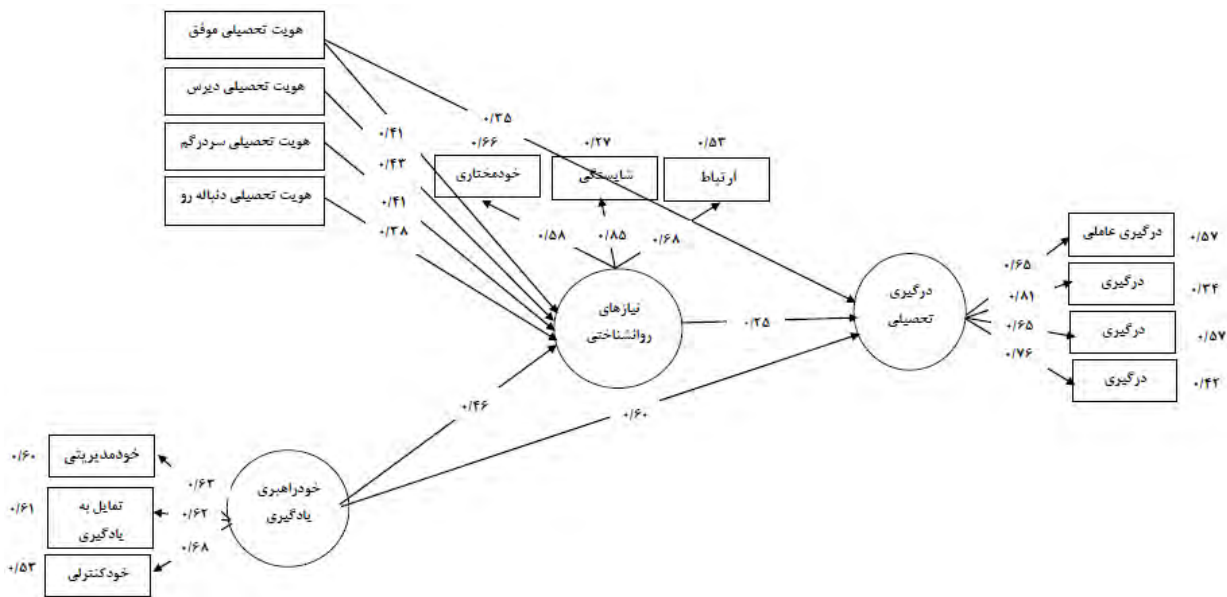 هویت تحصیلی موفق
هویت تحصیلی دیرس
هویت تحصیلی سردرگم
هویت تحصیلی دنباله رو
۰/۳۵
۰/۴۱
۰/۴۳
۰/۴۱
۰/۳۸
۰/۶۶
۰/۲۷
۰/۵۳
خودمختاری
شایستگی
ارتباط
۰/۵۸
۰/۸۵
۰/۶۸
نیازهای
روانشناختی
۰/۲۵
درگیری
تحصیلی
۰/۶۵
۰/۸۱
۰/۶۵
۰/۷۶
درگیری عاملی
۰/۵۷
درگیری
۰/۳۴
درگیری
۰/۵۷
درگیری
۰/۴۲
۰/۴۶
۰/۶۰
خودراهبری
یادگیری
۰/۶۳
۰/۶۲
۰/۶۸
خودمدیریتی
۰/۶۰
تمایل به
یادگیری
۰/۶۱
خودکنترلی
۰/۵۳